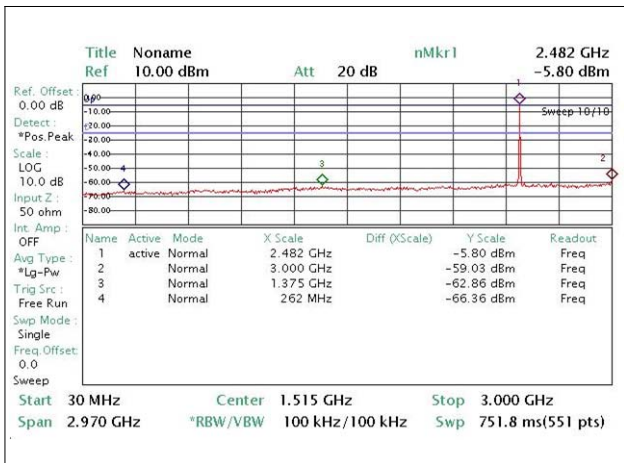 Title Noname nMkr1 2.482 GHz
Ref 10.00 dBm Att 20 dB -5.80 dBm
Ref. Offset :
0.00 dB
Detect :
*Pos.Peak
Scale :
LOG
10.0 dB
Input Z :
50 ohm
Int. Amp :
OFF
Avg Type :
*Lg-Pw
Trig Src :
Free Run
Swp Mode :
Single
Freq.Offset:
0.0
Sweep
1
Sweep 10/10
-10.00
-20.00
-30.00
-40.00
4 3 2
-50.00
-60.00
-70.00
-80.00
Name Active Mode X Scale Diff (XScale) Y Scale Readout
1 active Normal 2.482 GHz -5.80 dBm Freq
2 Normal 3.000 GHz -59.03 dBm Freq
3 Normal 1.375 GHz -62.86 dBm Freq
4 Normal 262 MHz -66.36 dBm Freq
Start 30 MHz Center 1.515 GHz Stop 3.000 GHz
Span 2.970 GHz *RBW/VBW 100 kHz/100 kHz Swp 751.8 ms(551 pts)